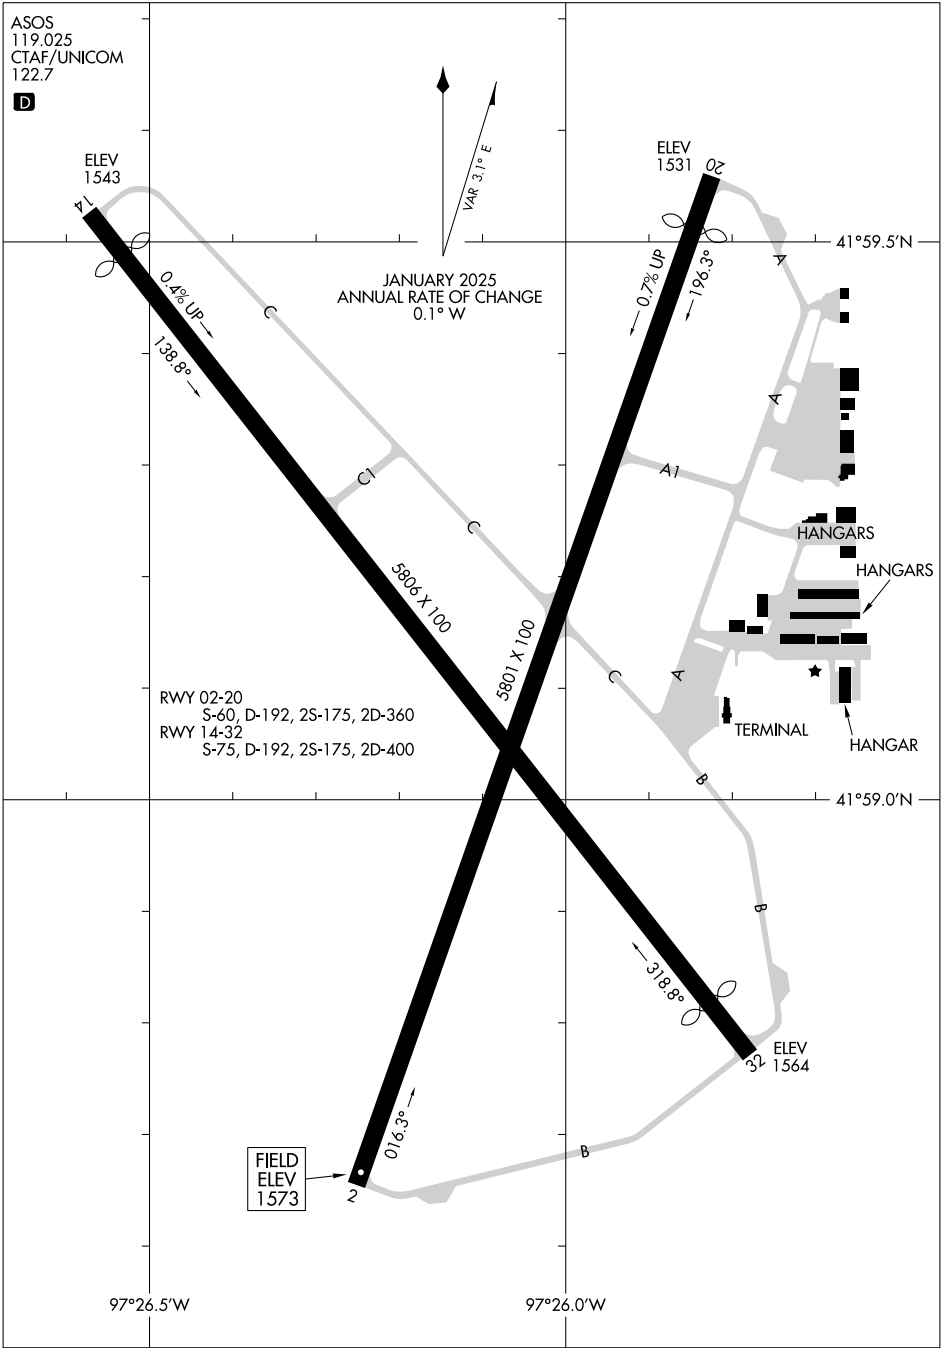 ASOS
119.025
CTAF/UNICOM
122.7
D
ELEV
1543
14
VAR 3.1° E
ELEV
1531
20
41°59.5'N
JANUARY 2025
ANNUAL RATE OF CHANGE
0.1° W
0.4% UP
138.8°
0.7% UP
196.3°
A
C
A
C1
A1
C
HANGARS
HANGARS
5806 X 100
5801 X 100
C
A
RWY 02-20
S-60, D-192, 2S-175, 2D-360
RWY 14-32
S-75, D-192, 2S-175, 2D-400
TERMINAL
HANGAR
B
41°59.0'N
B
318.8°
32
ELEV
1564
016.3°
B
FIELD
ELEV
1573
2
97°26.5'W
97°26.0'W